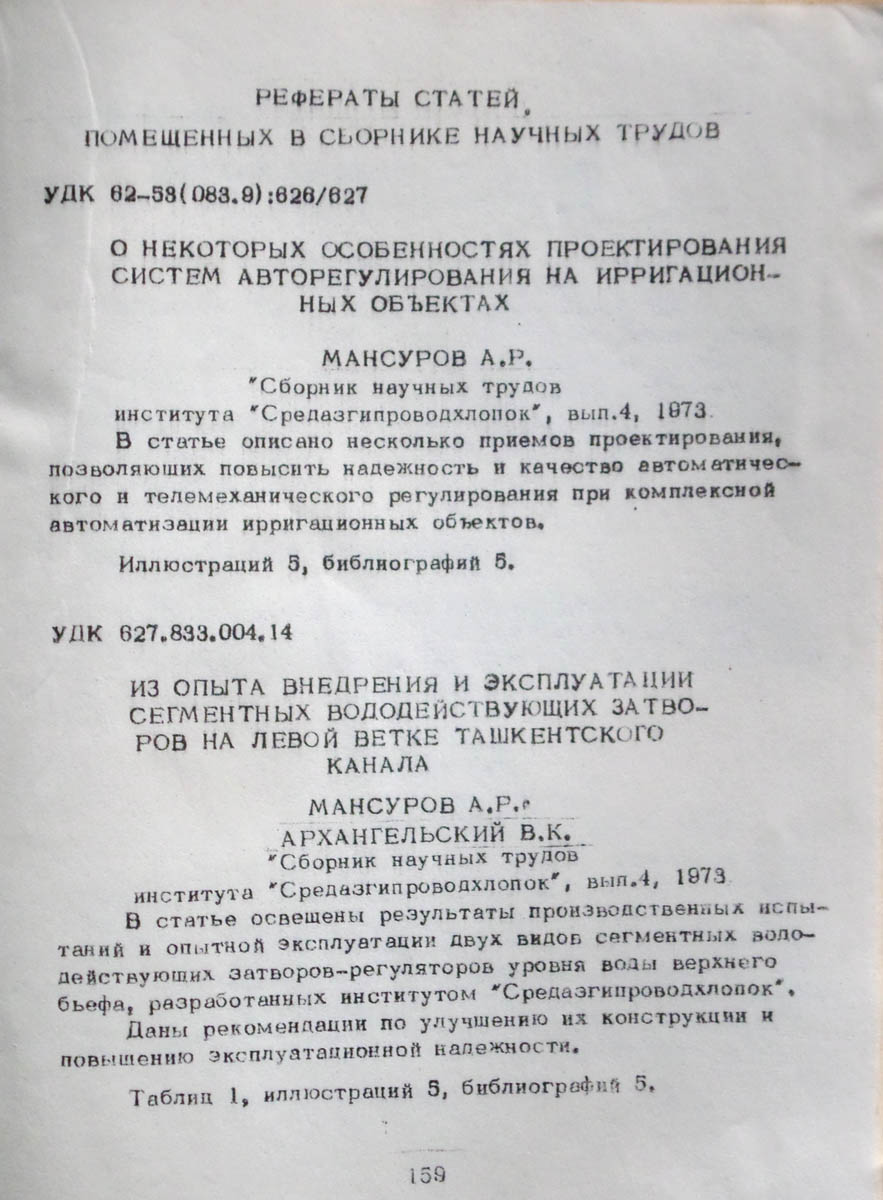 РЕФЕРАТЫ СТАТЕЙ,
ПОМЕЩЕННЫХ В СБОРНИКЕ НАУЧНЫХ ТРУДОВ
УДК 62-53(083.9):626/627
О НЕКОТОРЫХ ОСОБЕННОСТЯХ ПРОЕКТИРОВАНИЯ
СИСТЕМ АВТОРЕГУЛИРОВАНИЯ НА ИРРИГАЦИОН-
НЫХ ОБЪЕКТАХ
МАНСУРОВ А.Р.
"Сборник научных трудов
института "Средазгипроводхлопок", вып.4, 1973.
В статье описано несколько приемов проектирования,
позволяющих повысить надежность и качество автоматичес-
кого и телемеханического регулирования при комплексной
автоматизации ирригационных объектов.
Иллюстраций 5, библиографий 5.
УДК 627.833.004.14
ИЗ ОПЫТА ВНЕДРЕНИЯ И ЭКСПЛУАТАЦИИ
СЕГМЕНТНЫХ ВОДОДЕЙСТВУЮЩИХ ЗАТВО-
РОВ НА ЛЕВОЙ ВЕТКЕ ТАШКЕНТСКОГО
КАНАЛА
МАНСУРОВ А.Р.,
АРХАНГЕЛЬСКИЙ В.К.
"Сборник научных трудов
института "Средазгипроводхлопок", вып.4, 1973
В статье освещены результаты производственных испы-
таний и опытной эксплуатации двух видов сегментных водо-
действующих затворов-регуляторов уровня воды верхнего
бьефа, разработанных институтом "Средазгипроводхлопок".
Даны рекомендации по улучшению их конструкции и
повышению эксплуатационной надежности.
Таблиц 1, иллюстраций 5, библиографий 5.
159